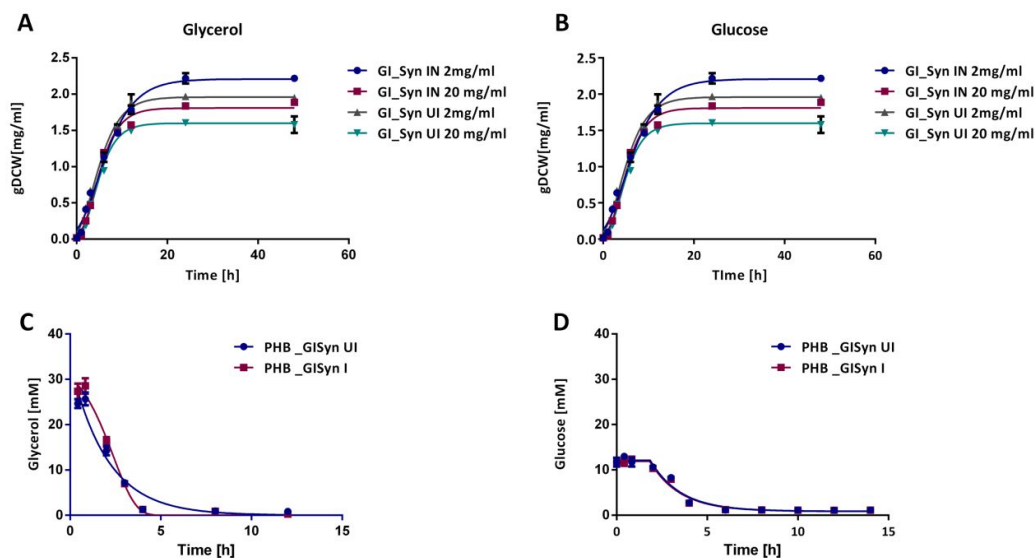 A
Glycerol
2.5
2.0
1.5
1.0
0.5
0.0
gDCW[mg/ml]
0
20
40
60
Time [h]
GI_Syn IN 2mg/ml
GI_Syn IN 20 mg/ml
GI_Syn UI 2mg/ml
GI_Syn UI 20 mg/ml
B
Glucose
2.5
2.0
1.5
1.0
0.5
0.0
gDCW[mg/ml]
0
20
40
60
TIme [h]
GI_Syn IN 2mg/ml
GI_Syn IN 20 mg/ml
GI_Syn UI 2mg/ml
GI_Syn UI 20 mg/ml
C
40
30
20
10
0
Glycerol [mM]
0
5
10
15
Time [h]
PHB _GISyn UI
PHB _GISyn I
D
40
30
20
10
0
Glucose [mM]
0
5
10
15
Time [h]
PHB _GISyn UI
PHB _GISyn I